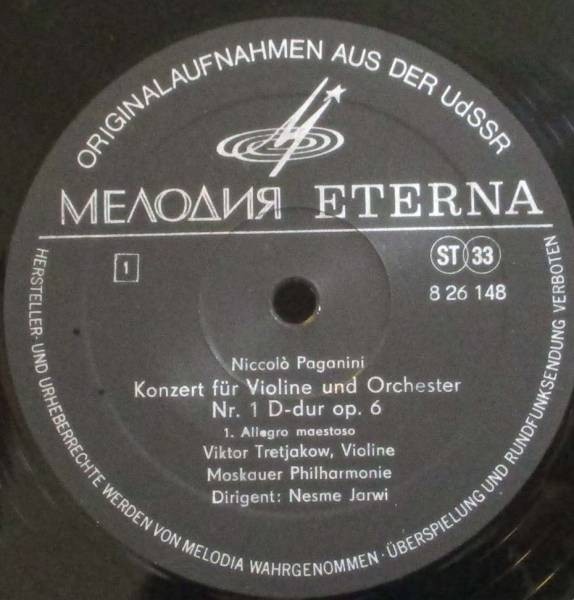 ORIGINALAUFNAHMEN AUS DER UdSSR
МЕЛОДИЯ ETERNA
1
ST 33
8 26 148
Niccolò Paganini
Konzert für Violine und Orchester
Nr. 1 D-dur op. 6
1. Allegro maestoso
Viktor Tretjakow, Violine
Moskauer Philharmonie
Dirigent: Nesme Jarwi
HERSTELLER- UND URHEBERRECHTE WERDEN VON MELODIA WAHRGENOMMEN · ÜBERSPIELUNG UND RUNDFUNKSENDUNG VERBOTEN